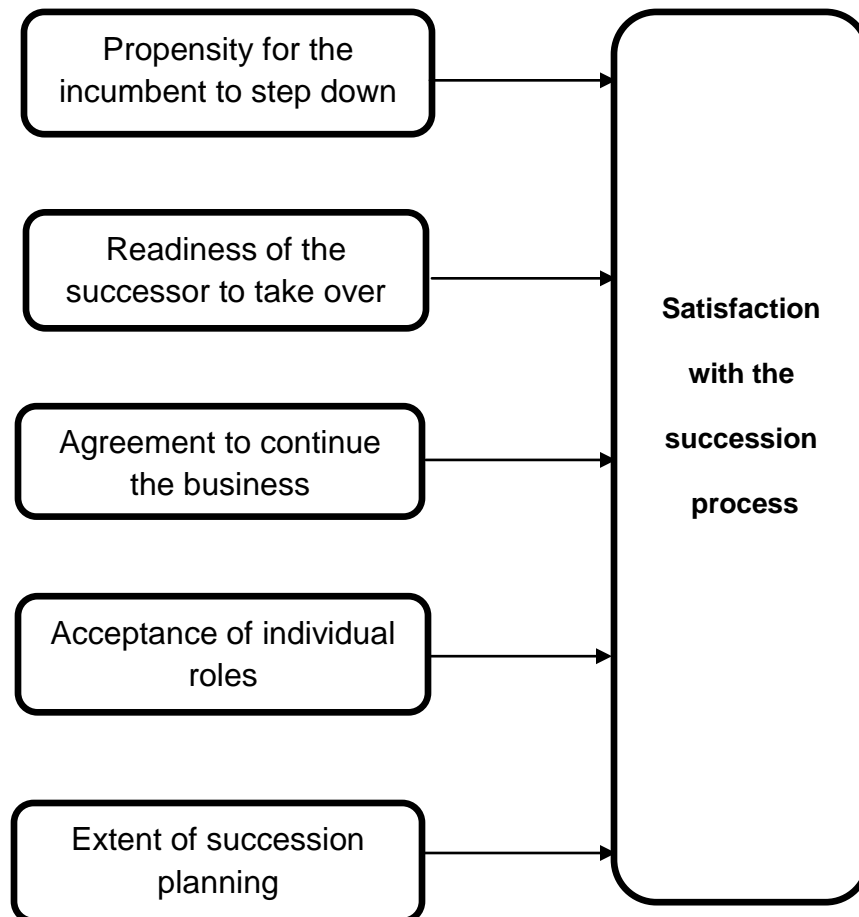 Propensity for the
incumbent to step down
Readiness of the
successor to take over
Agreement to continue
the business
Acceptance of individual
roles
Extent of succession
planning
Satisfaction
with the
succession
process